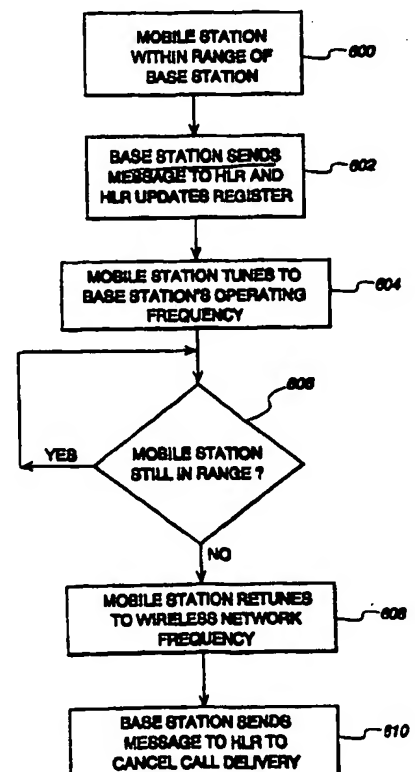 MOBILE STATION
WITHIN RANGE OF
BASE STATION
600
BASE STATION SENDS
MESSAGE TO HLR AND
HLR UPDATES REGISTER
602
MOBILE STATION TUNES TO
BASE STATION'S OPERATING
FREQUENCY
604
606
MOBILE STATION
STILL IN RANGE ?
YES
NO
MOBILE STATION RETUNES
TO WIRELESS NETWORK
FREQUENCY
608
BASE STATION SENDS
MESSAGE TO HLR TO
CANCEL CALL DELIVERY
610